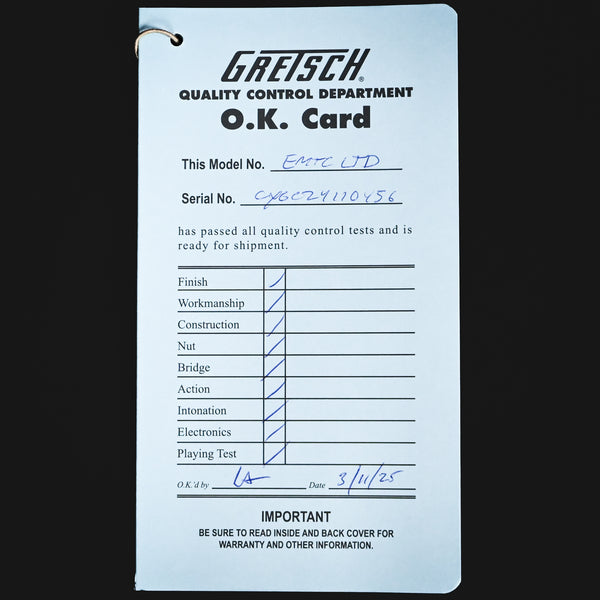 GRETSCH®
QUALITY CONTROL DEPARTMENT
O.K. Card
This Model No. EMTC LTD
Serial No. CYGC24110456
has passed all quality control tests and is
ready for shipment.
Finish
Workmanship
Construction
Nut
Bridge
Action
Intonation
Electronics
Playing Test
O.K.'d by LA Date 3/11/25
IMPORTANT
BE SURE TO READ INSIDE AND BACK COVER FOR
WARRANTY AND OTHER INFORMATION.